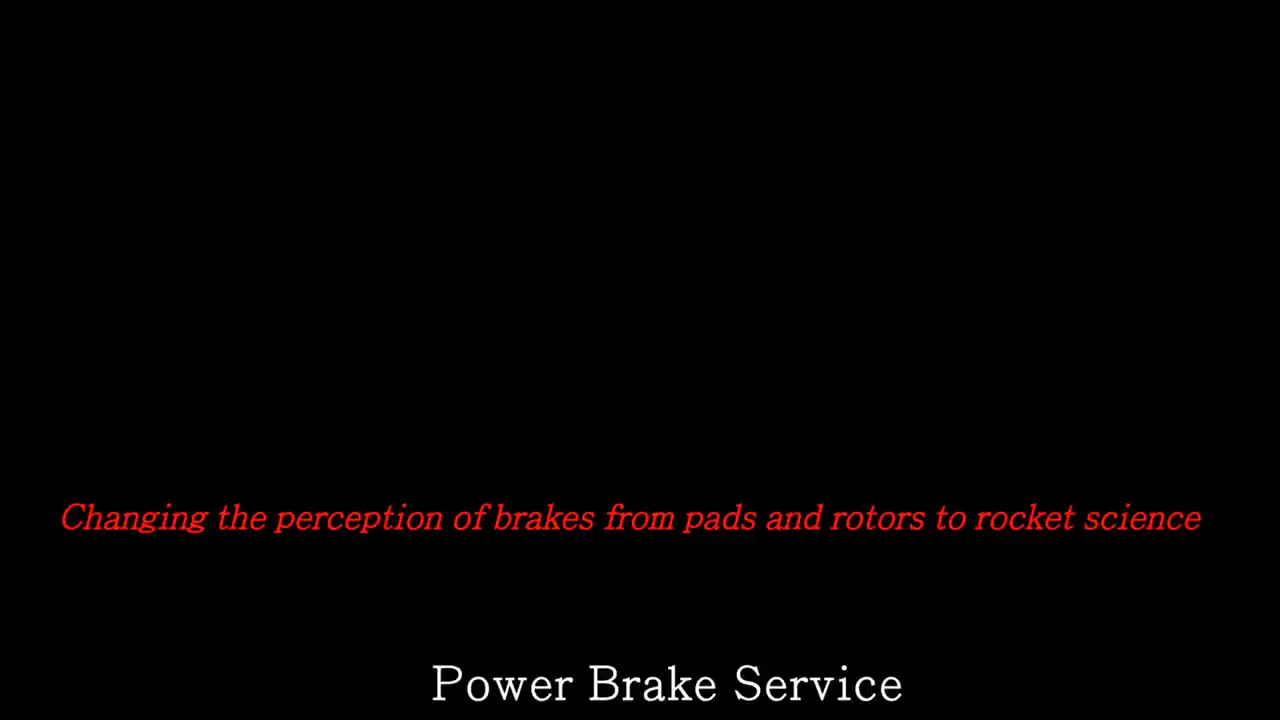 Changing the perception of brakes from pads and rotors to rocket science
Power Brake Service